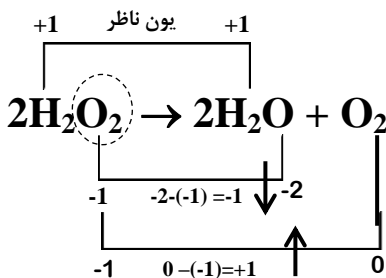 +1 یون ناظر +1
2H₂O₂ → 2H₂O + O₂
-1 -2-(-1) =-1 -2
-1 0 –(-1)=+1 0